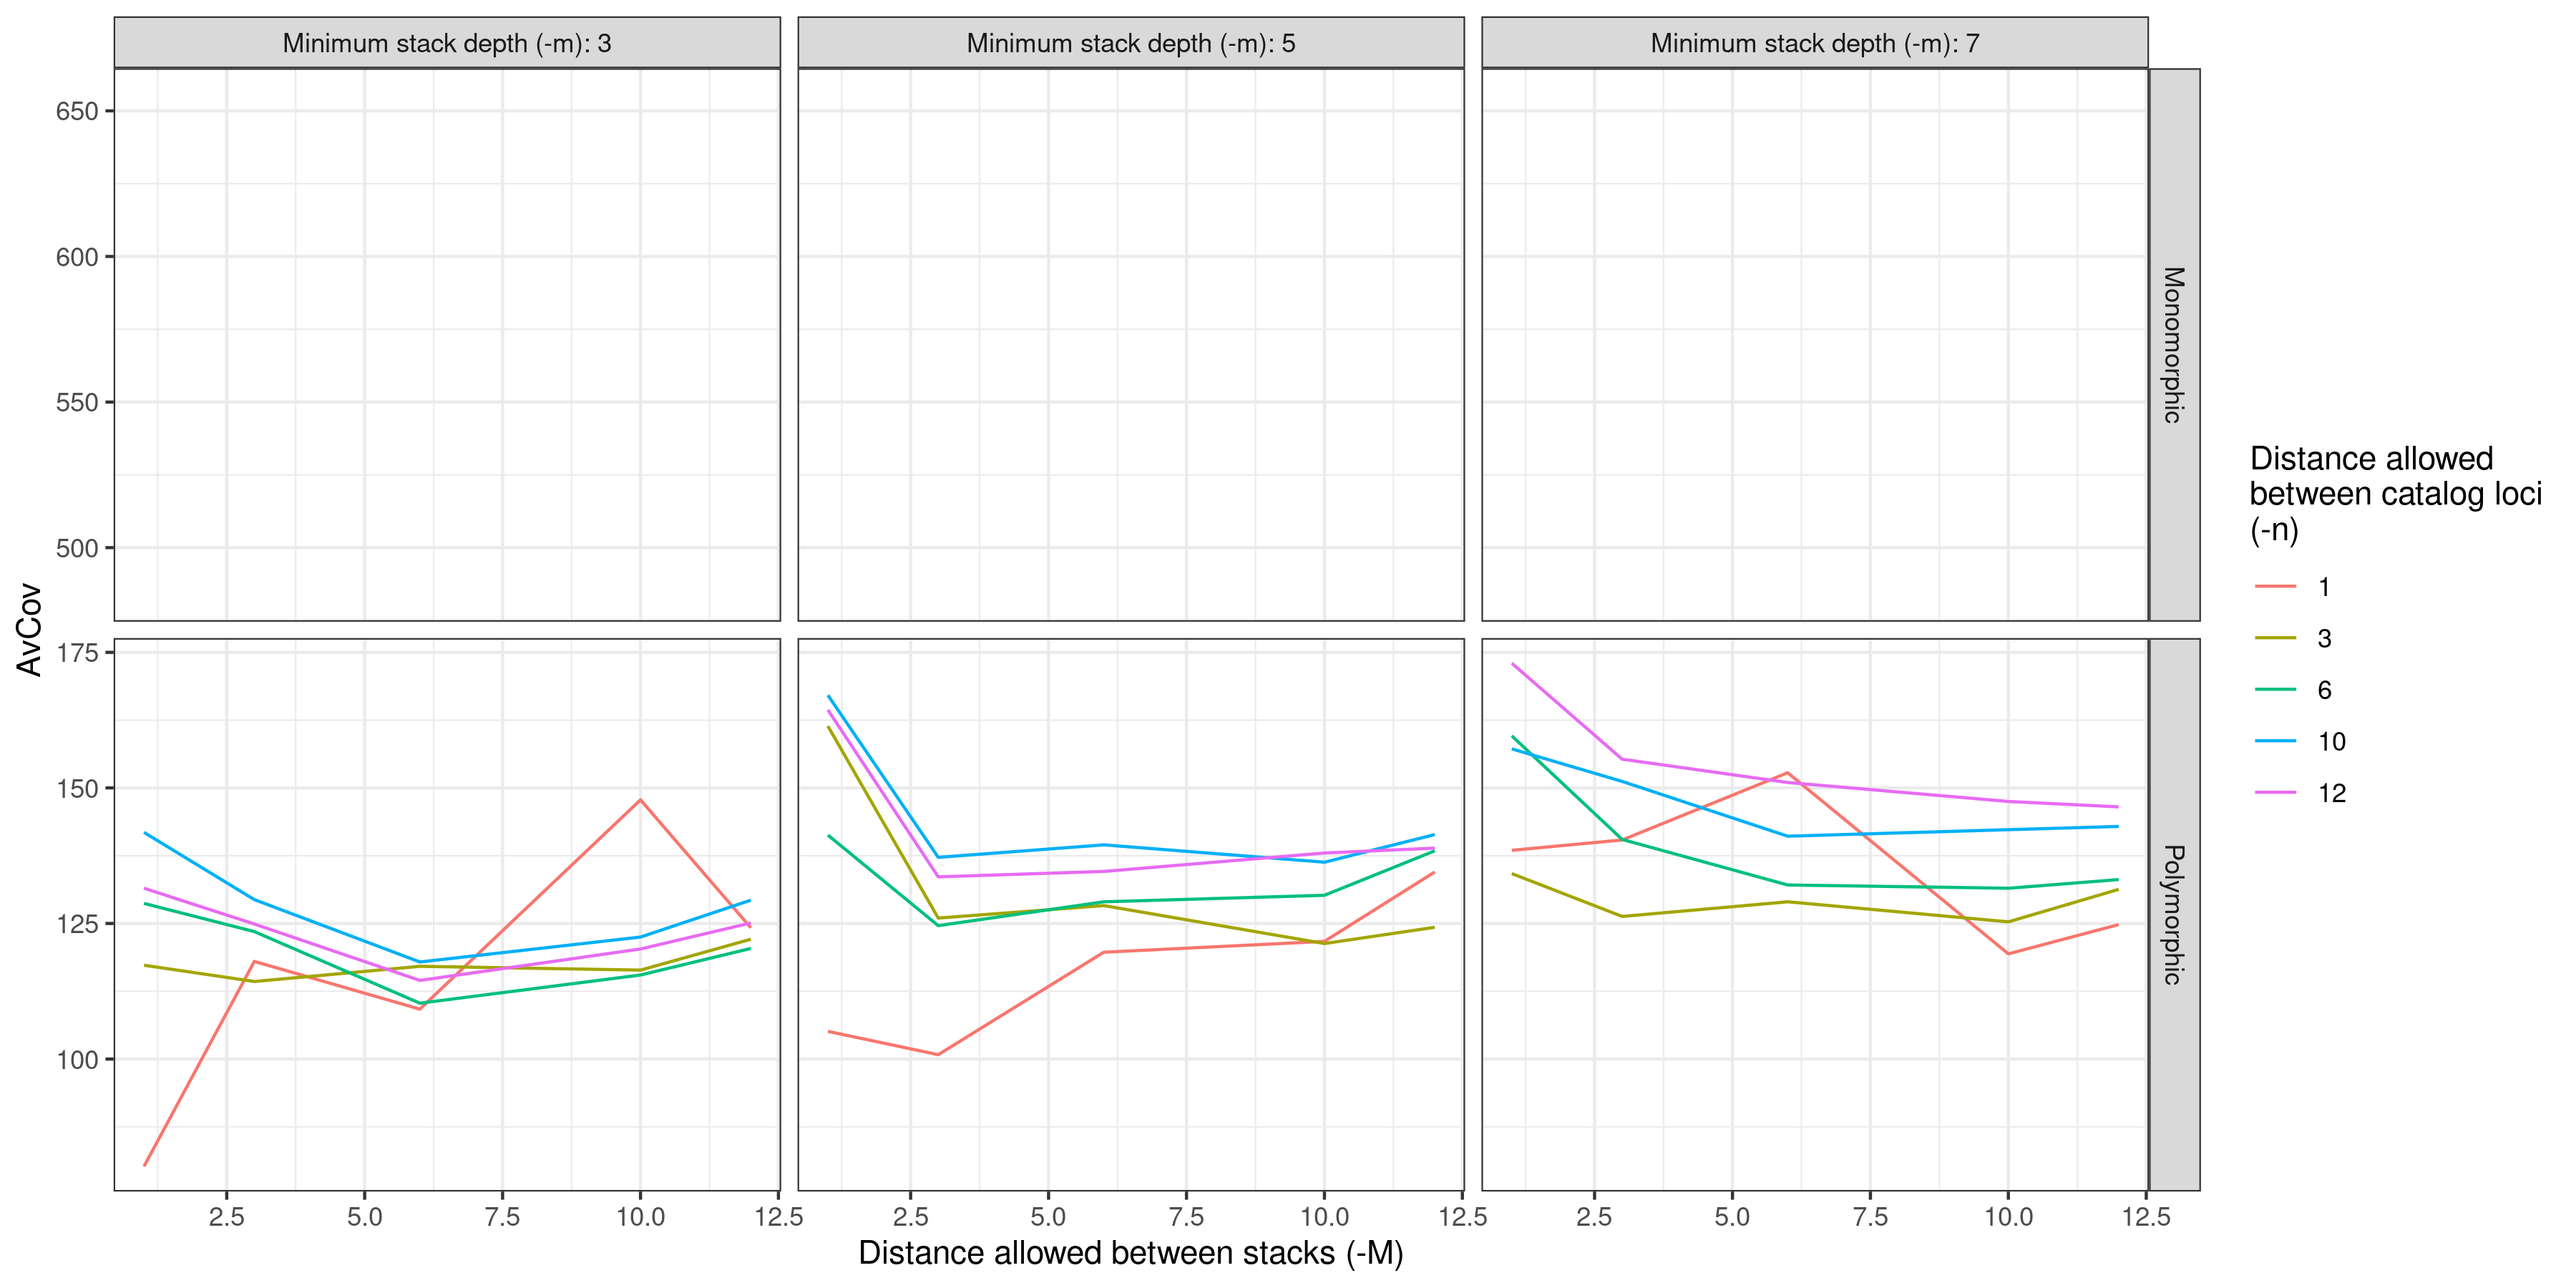 Minimum stack depth (-m): 3
Minimum stack depth (-m): 5
Minimum stack depth (-m): 7
650
600
550
500
Monomorphic
AvCov
175
150
125
100
Polymorphic
2.5 5.0 7.5 10.0 12.5
2.5 5.0 7.5 10.0 12.5
2.5 5.0 7.5 10.0 12.5
Distance allowed between stacks (-M)
Distance allowed
between catalog loci
(-n)
1
3
6
10
12